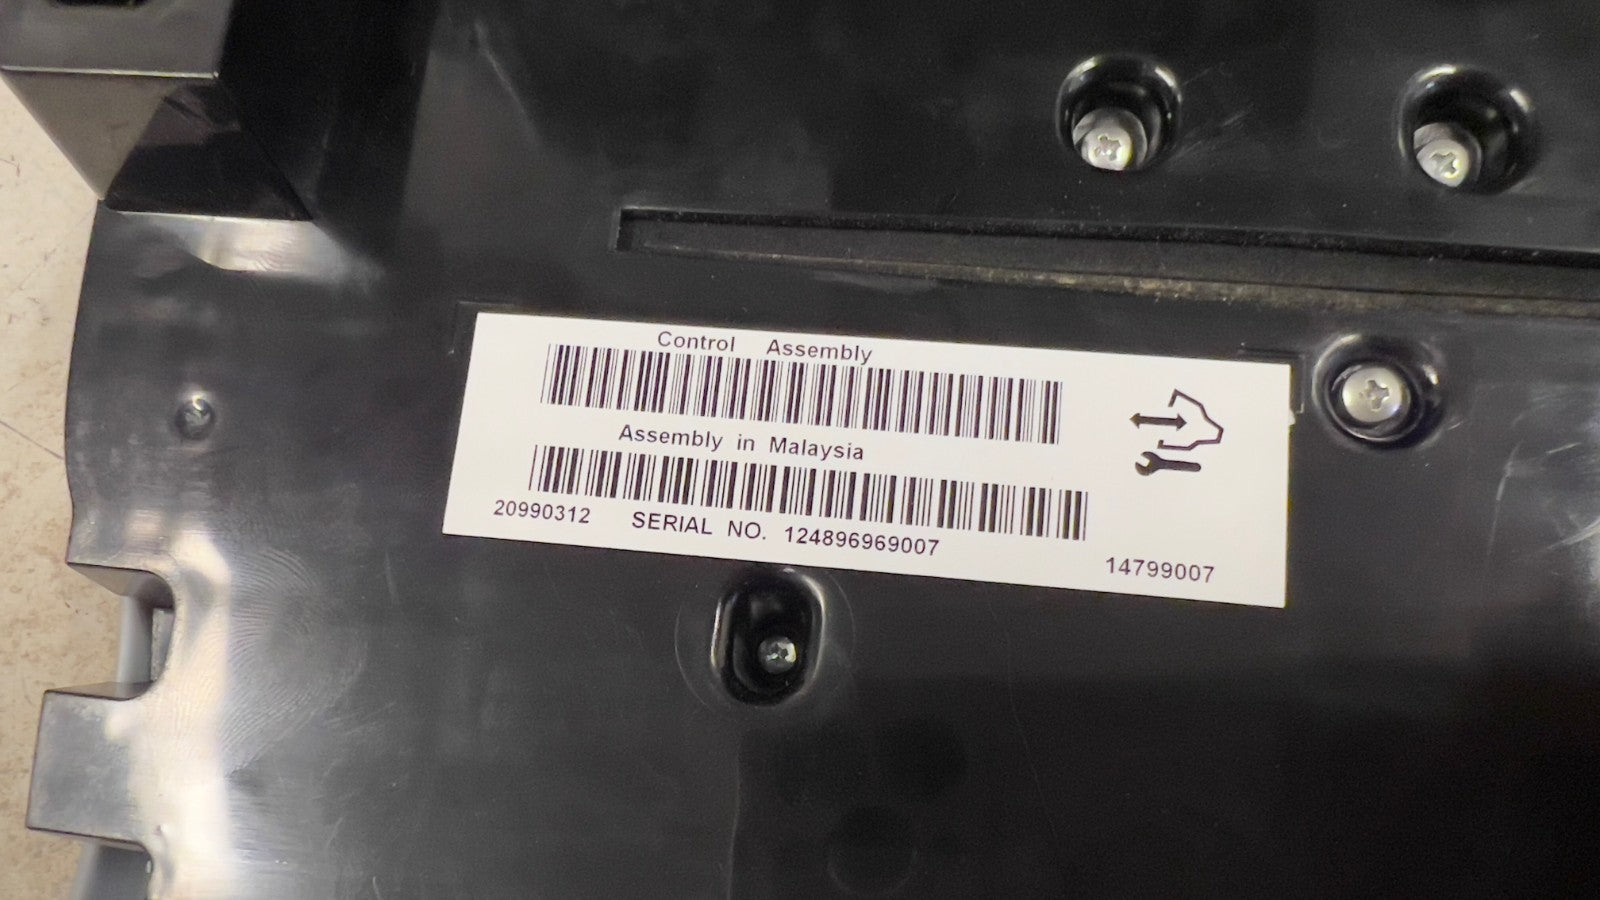 Control Assembly
Assembly in Malaysia
20990312 SERIAL NO. 124896969007
14799007